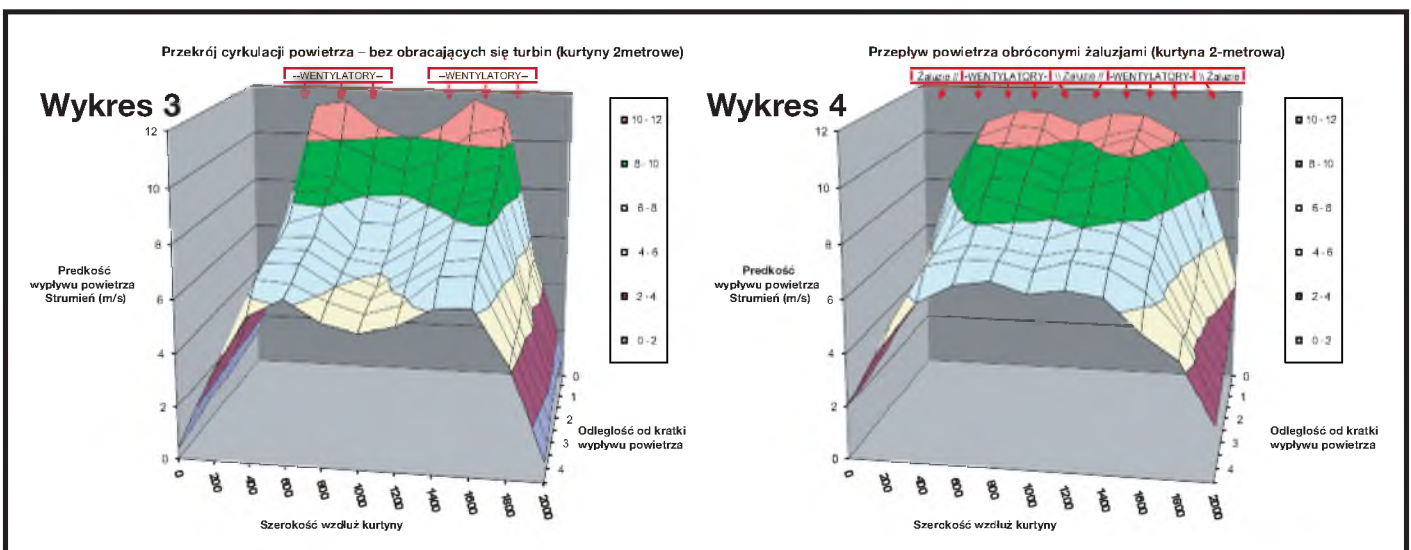 Przekrój cyrkulacji powietrza – bez obracających się turbin (kurtyny 2metrowe)
--WENTYLATORY-- --WENTYLATORY--
Wykres 3
12
10
8
6
4
2
0
Predkość
wypływu powietrza
Strumień (m/s)
0
200
400
600
800
1000
1200
1400
1600
1800
2000
Szerokość wzdłuż kurtyny
0
1
2
3
4
Odległość od kratki
wypływu powietrza
10 - 12
8 - 10
6 - 8
4 - 6
2 - 4
0 - 2
Przepływ powietrza obróconymi żaluzjami (kurtyna 2-metrowa)
Żaluzie // -WENTYLATORY- \\ Żaluzie // -WENTYLATORY- \\ Żaluzie
Wykres 4
12
10
8
6
4
2
0
Predkość
wypływu powietrza
Strumień (m/s)
0
200
400
600
800
1000
1200
1400
1600
1800
2000
Szerokość wzdłuż kurtyny
0
1
2
3
4
Odległość od kratki
wypływu powietrza
10 - 12
8 - 10
6 - 8
4 - 6
2 - 4
0 - 2